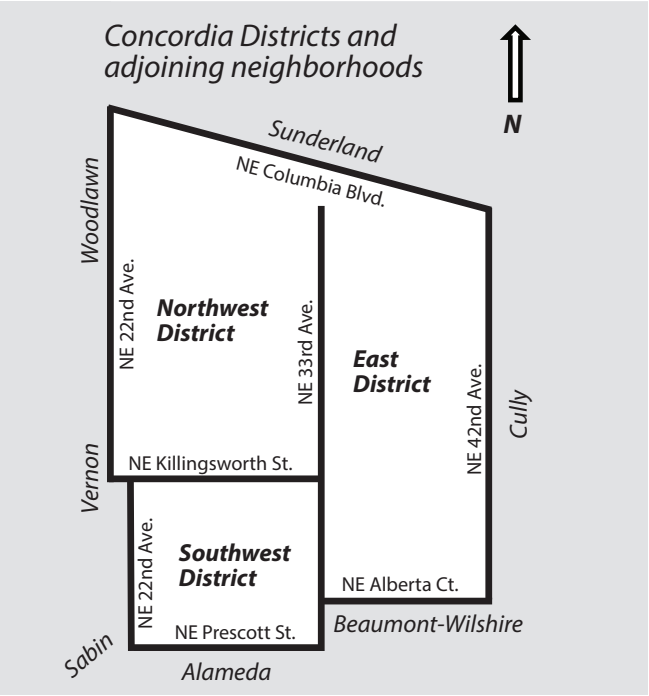 Concordia Districts and
adjoining neighborhoods
N
Sunderland
NE Columbia Blvd.
Woodlawn
NE 22nd Ave.
Northwest
District
NE 33rd Ave.
East
District
NE 42nd Ave.
Cully
Vernon
NE Killingsworth St.
NE 22nd Ave.
Southwest
District
NE Alberta Ct.
NE Prescott St.
Beaumont-Wilshire
Sabin
Alameda